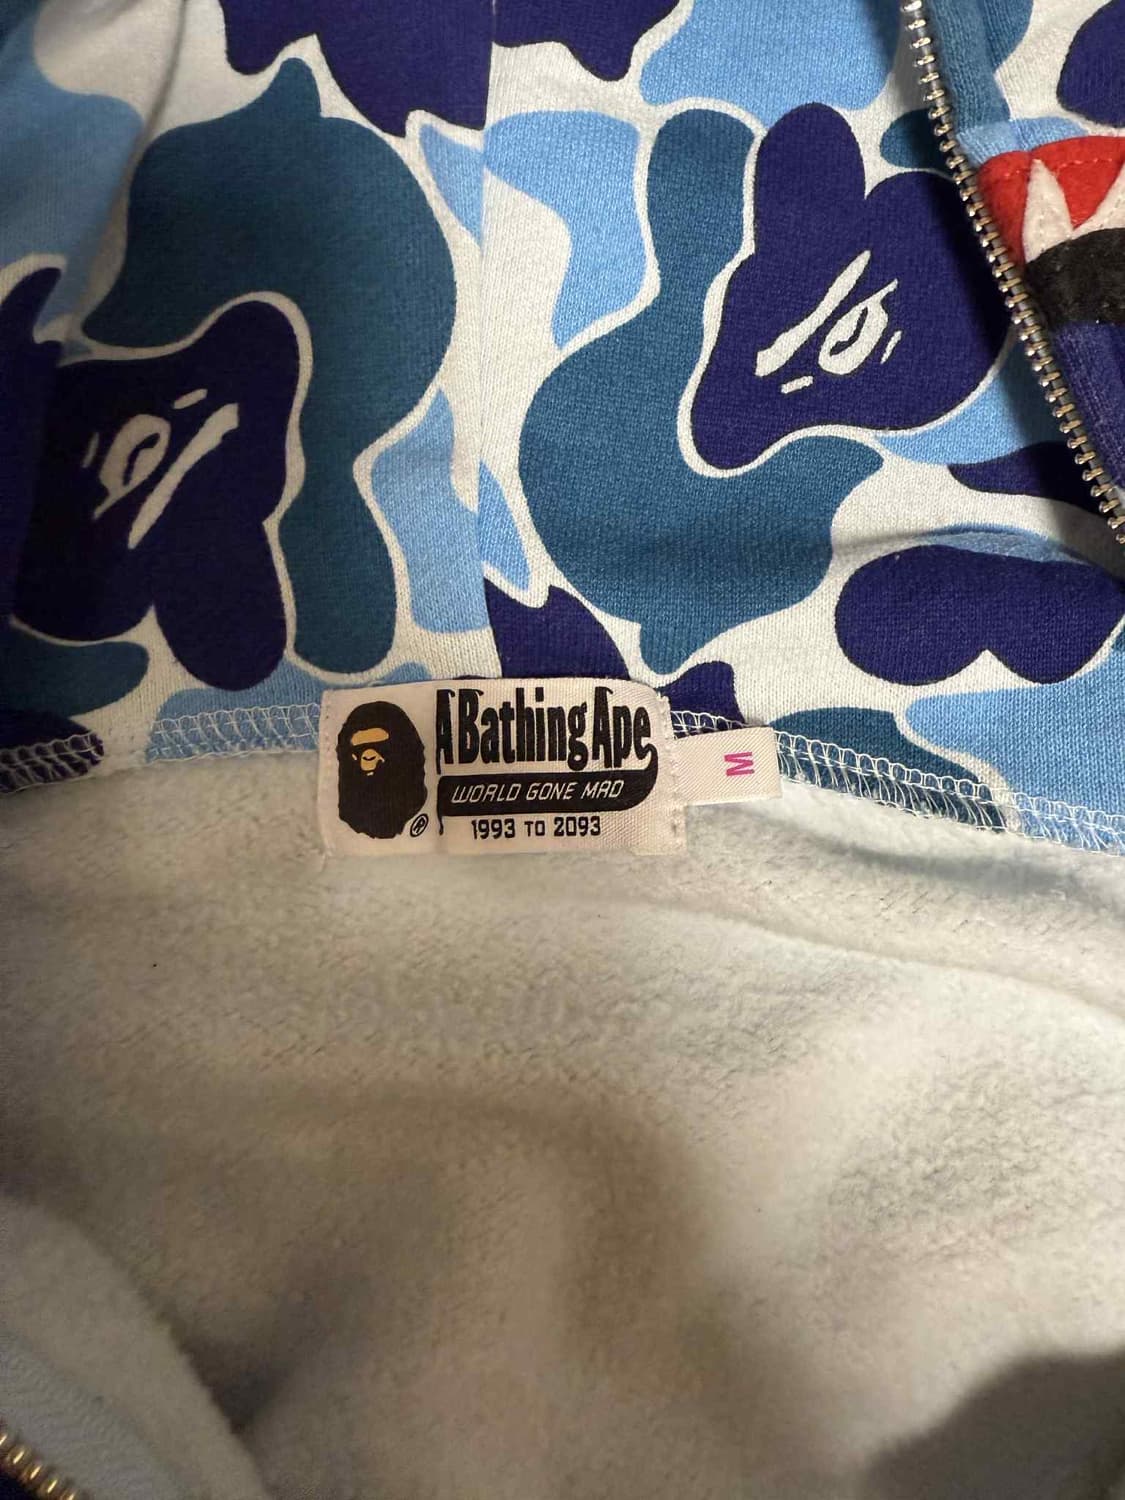 A Bathing Ape
WORLD GONE MAD
1993 TO 2093
®
M